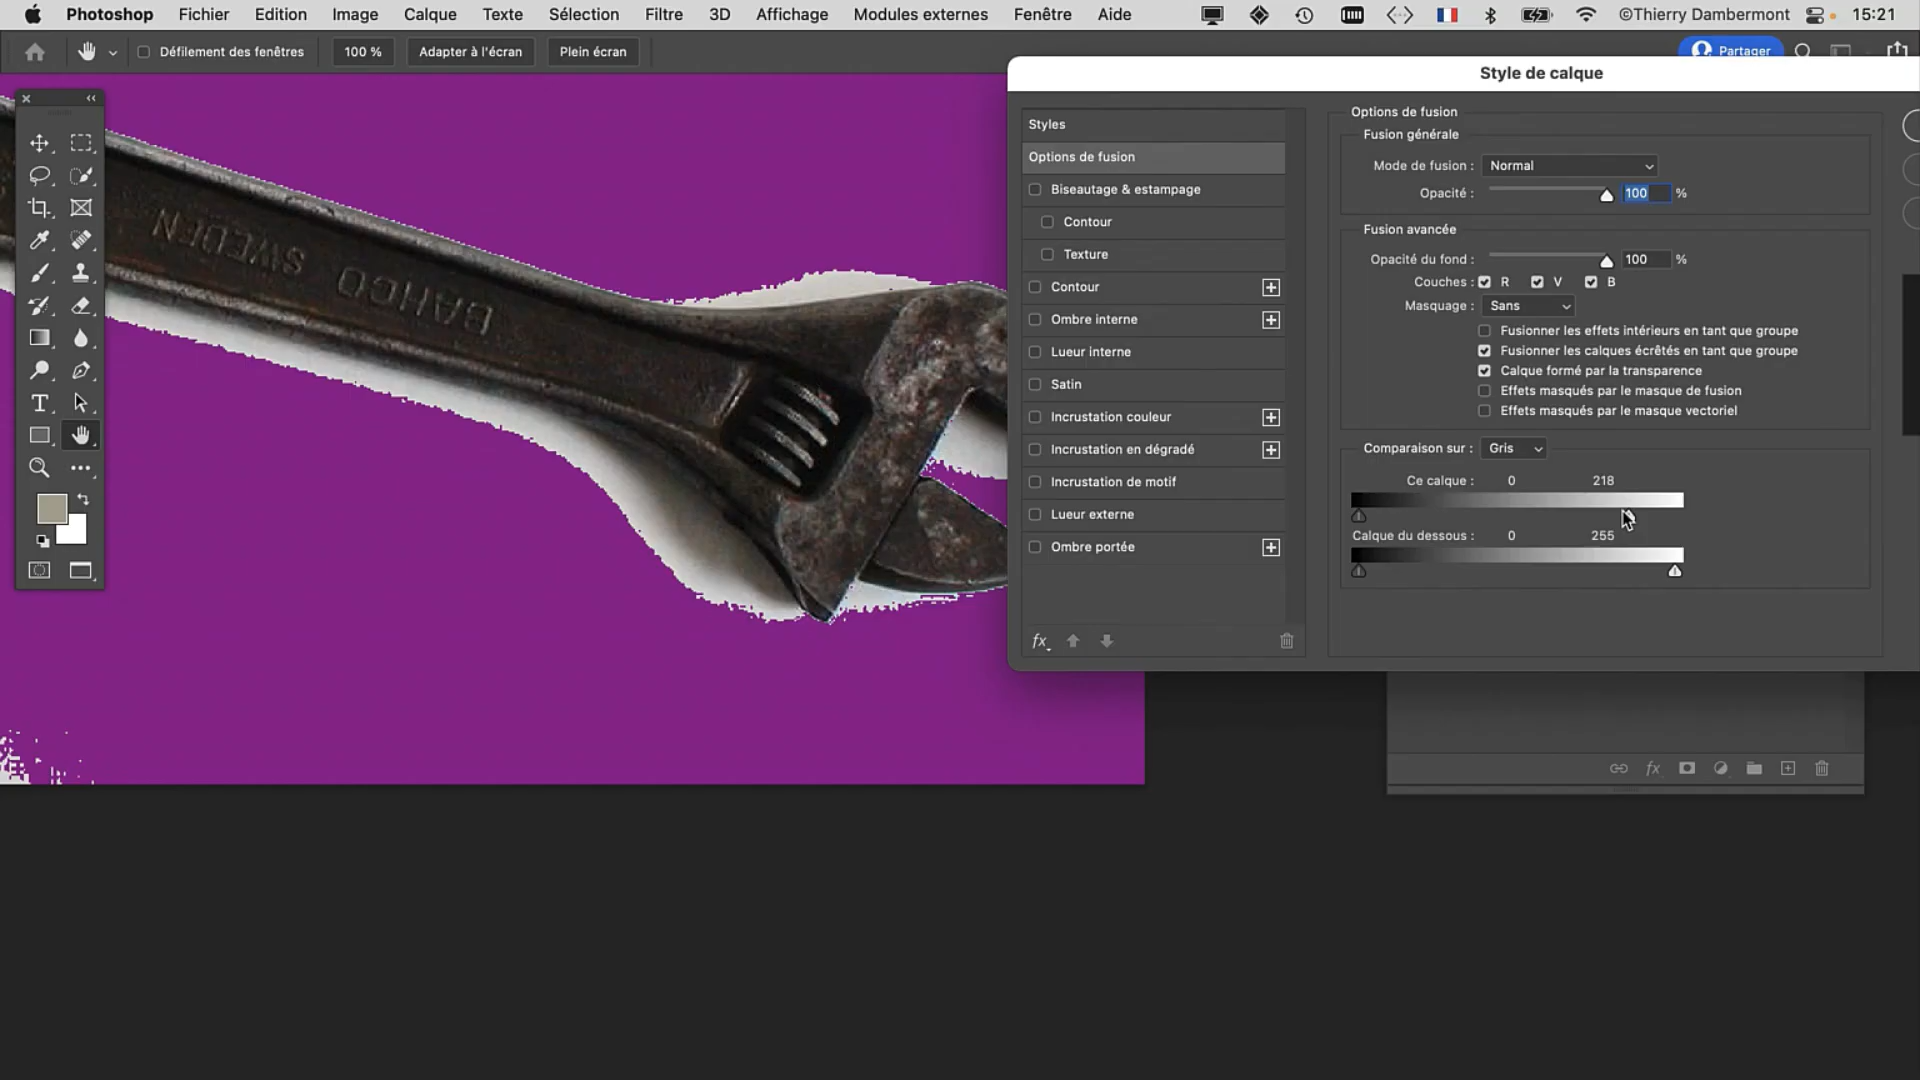 Photoshop Fichier Edition Image Calque Texte Sélection Filtre 3D Affichage Modules externes Fenêtre Aide ©Thierry Dambermont 15:21
Défilement des fenêtres 100 % Adapter à l'écran Plein écran Partager
Style de calque
Styles
Options de fusion
Biseautage & estampage
Contour
Texture
Contour
Ombre interne
Lueur interne
Satin
Incrustation couleur
Incrustation en dégradé
Incrustation de motif
Lueur externe
Ombre portée
fx
Options de fusion
Fusion générale
Mode de fusion : Normal
Opacité : 100 %
Fusion avancée
Opacité du fond : 100 %
Couches : R V B
Masquage : Sans
Fusionner les effets intérieurs en tant que groupe
Fusionner les calques écrêtés en tant que groupe
Calque formé par la transparence
Effets masqués par le masque de fusion
Effets masqués par le masque vectoriel
Comparaison sur : Gris
Ce calque : 0 218
Calque du dessous : 0 255
fx
SWEDEN
BAHCO